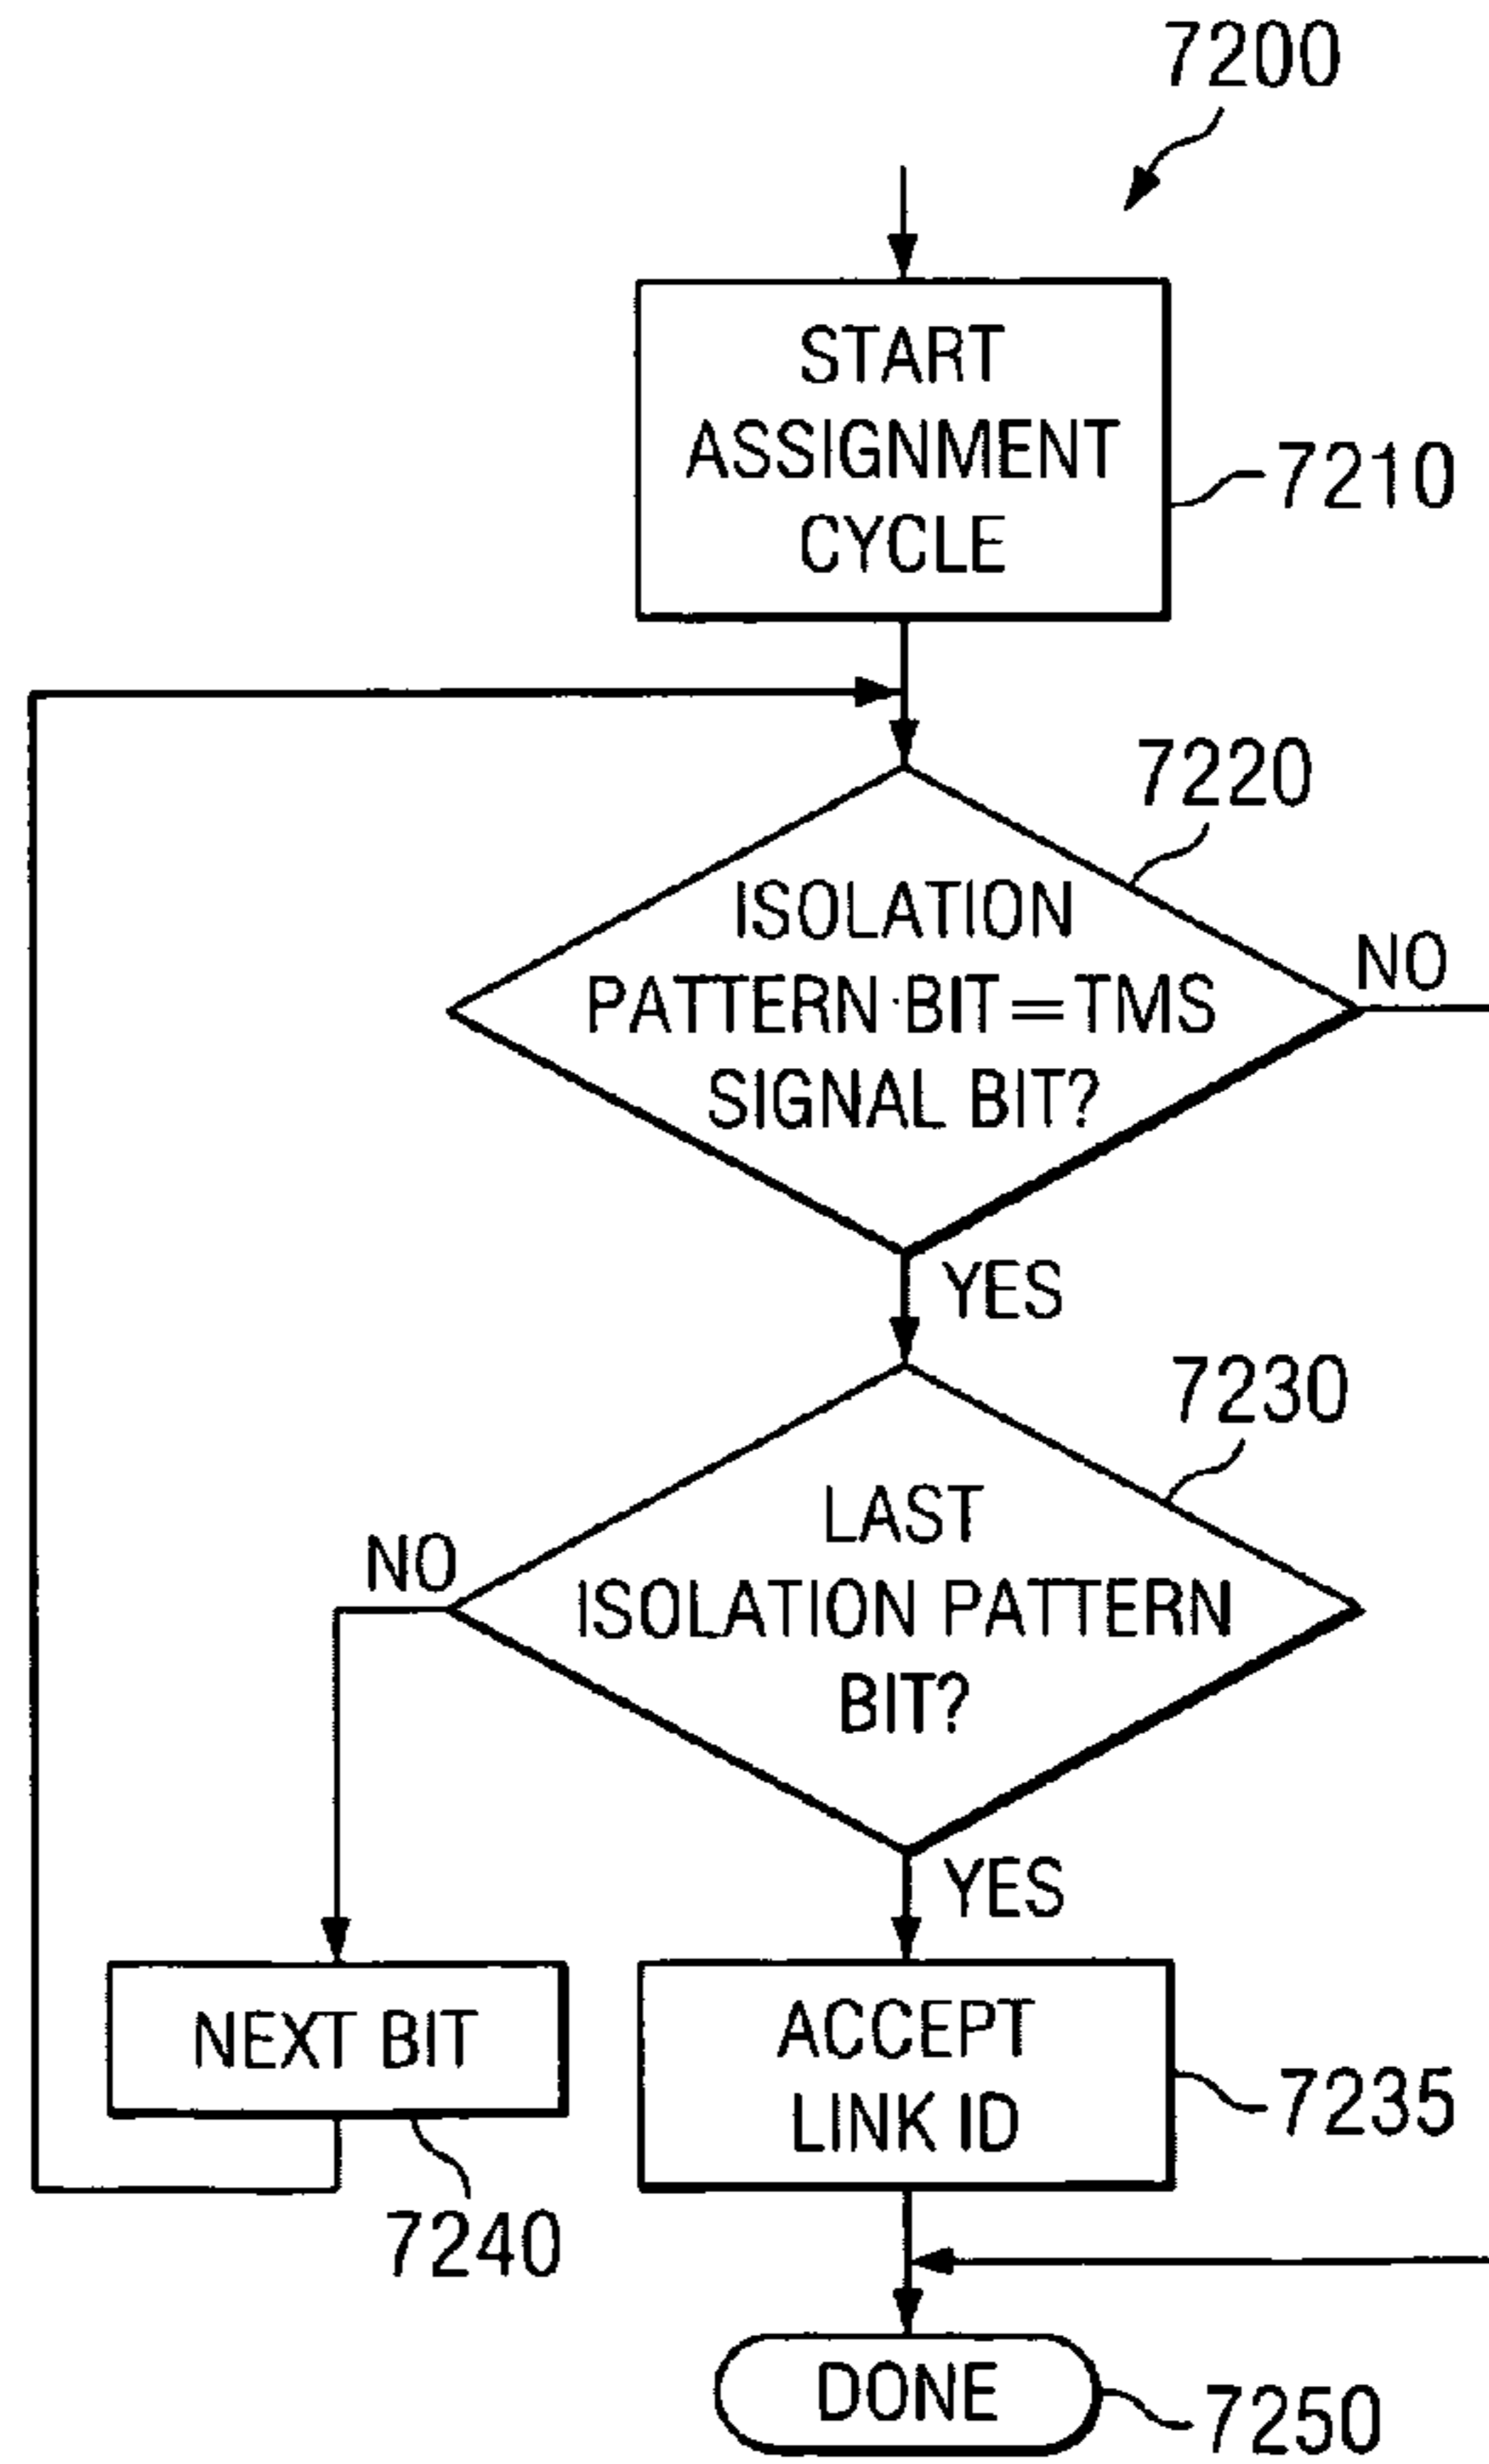 7200
START
ASSIGNMENT
CYCLE
7210
7220
ISOLATION
PATTERN BIT=TMS
SIGNAL BIT?
NO
YES
7230
LAST
ISOLATION PATTERN
BIT?
NO
YES
NEXT BIT
7240
ACCEPT
LINK ID
7235
DONE
7250